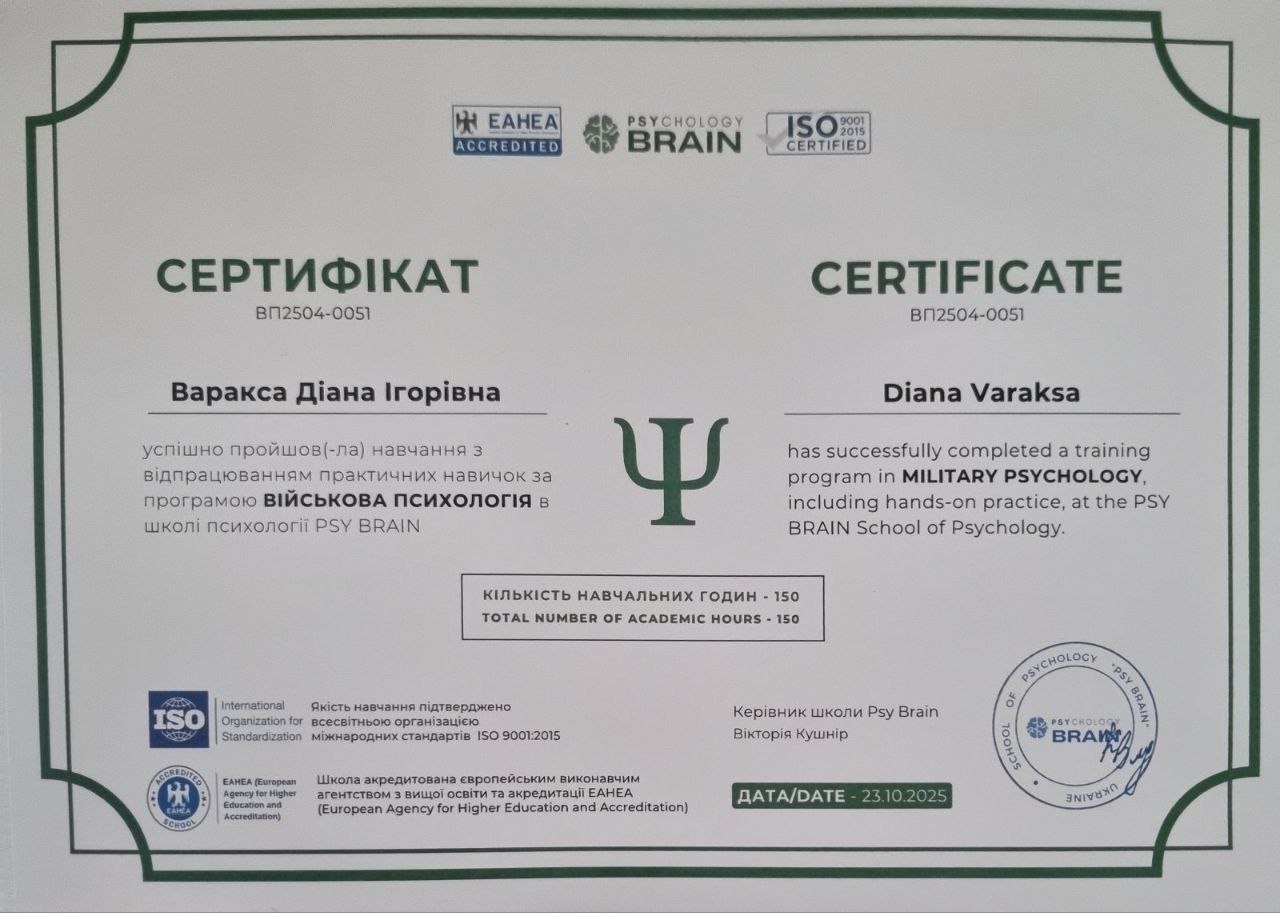 EAHEA
ACCREDITED
PSYCHOLOGY
BRAIN
ISO 9001 2015
CERTIFIED
СЕРТИФІКАТ
ВП2504-0051
Варакса Діана Ігорівна
успішно пройшов(-ла) навчання з
відпрацюванням практичних навичок за
програмою ВІЙСЬКОВА ПСИХОЛОГІЯ в
школі психології PSY BRAIN
CERTIFICATE
ВП2504-0051
Diana Varaksa
has successfully completed a training
program in MILITARY PSYCHOLOGY,
including hands-on practice, at the PSY
BRAIN School of Psychology.
Ψ
КІЛЬКІСТЬ НАВЧАЛЬНИХ ГОДИН - 150
TOTAL NUMBER OF ACADEMIC HOURS - 150
ISO
International
Organization for
Standardization
Якість навчання підтверджено
всесвітньою організацією
міжнародних стандартів ISO 9001:2015
ACCREDITED
EAHEA
SCHOOL
EAHEA (European
Agency for Higher
Education and
Accreditation)
Школа акредитована європейським виконавчим
агентством з вищої освіти та акредитації EAHEA
(European Agency for Higher Education and Accreditation)
Керівник школи Psy Brain
Вікторія Кушнір
ДАТА/DATE - 23.10.2025
SCHOOL OF PSYCHOLOGY "PSY BRAIN"
PSYCHOLOGY
BRAIN
UKRAINE